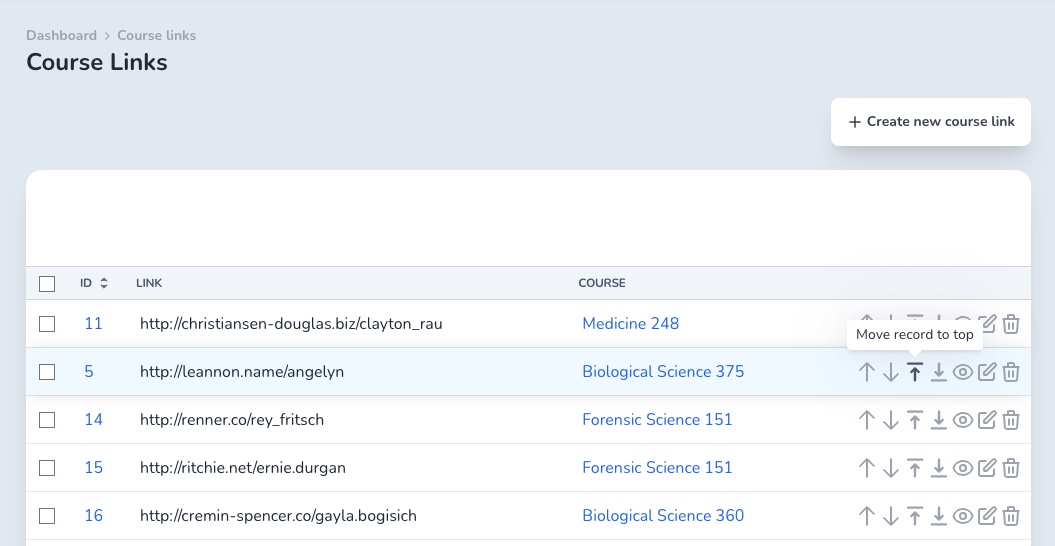 Dashboard > Course links
Course Links
+ Create new course link
ID LINK COURSE
11 http://christiansen-douglas.biz/clayton_rau Medicine 248
Move record to top
5 http://leannon.name/angelyn Biological Science 375
14 http://renner.co/rey_fritsch Forensic Science 151
15 http://ritchie.net/ernie.durgan Forensic Science 151
16 http://cremin-spencer.co/gayla.bogisich Biological Science 360